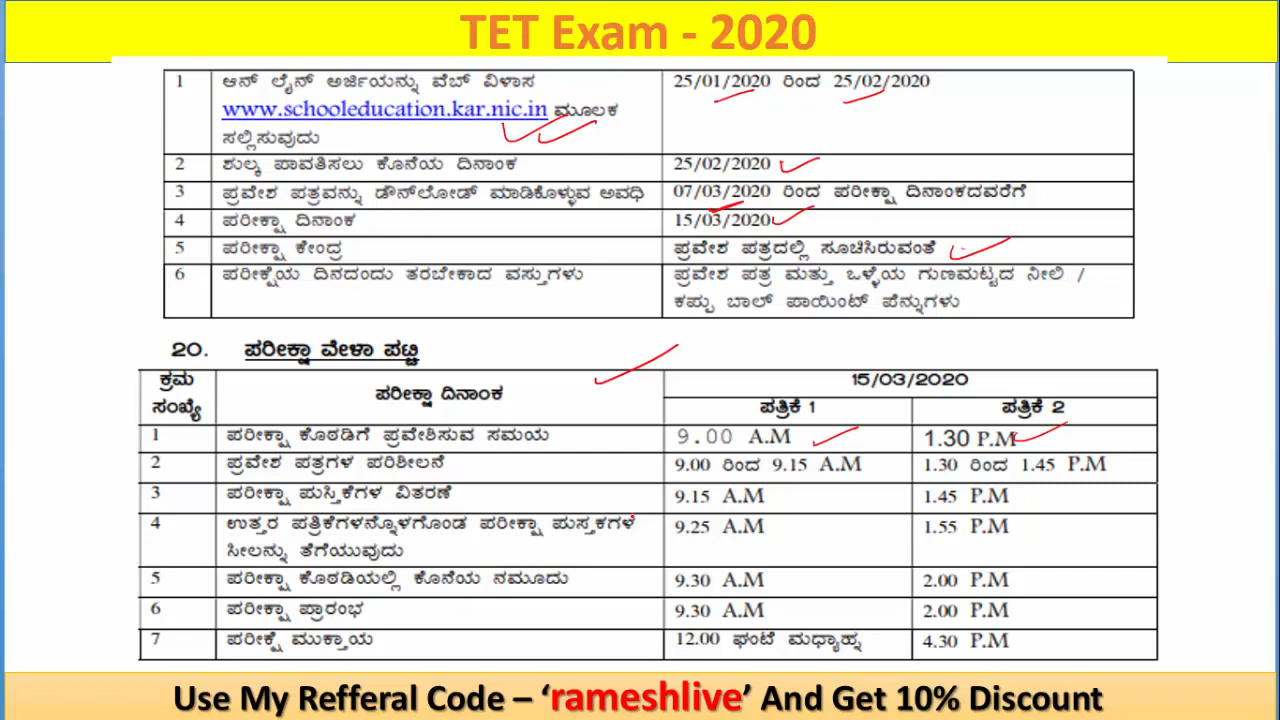 TET Exam - 2020
1 ಆನ್ ಲೈನ್ ಅರ್ಜಿಯನ್ನು ವೆಬ್ ವಿಳಾಸ 25/01/2020 ರಿಂದ 25/02/2020
www.schooleducation.kar.nic.in ಮೂಲಕ
ಸಲ್ಲಿಸುವುದು
2 ಶುಲ್ಕ ಪಾವತಿಸಲು ಕೊನೆಯ ದಿನಾಂಕ 25/02/2020
3 ಪ್ರವೇಶ ಪತ್ರವನ್ನು ಡೌನ್‌ಲೋಡ್ ಮಾಡಿಕೊಳ್ಳುವ ಅವಧಿ 07/03/2020 ರಿಂದ ಪರೀಕ್ಷಾ ದಿನಾಂಕದವರೆಗೆ
4 ಪರೀಕ್ಷಾ ದಿನಾಂಕ 15/03/2020
5 ಪರೀಕ್ಷಾ ಕೇಂದ್ರ ಪ್ರವೇಶ ಪತ್ರದಲ್ಲಿ ಸೂಚಿಸಿರುವಂತೆ
6 ಪರೀಕ್ಷೆಯ ದಿನದಂದು ತರಬೇಕಾದ ವಸ್ತುಗಳು ಪ್ರವೇಶ ಪತ್ರ ಮತ್ತು ಒಳ್ಳೆಯ ಗುಣಮಟ್ಟದ ನೀಲಿ /
ಕಪ್ಪು ಬಾಲ್ ಪಾಯಿಂಟ್ ಪೆನ್ನುಗಳು
20. ಪರೀಕ್ಷಾ ವೇಳಾ ಪಟ್ಟಿ
ಕ್ರಮ ಸಂಖ್ಯೆ ಪರೀಕ್ಷಾ ದಿನಾಂಕ 15/03/2020
ಪತ್ರಿಕೆ 1 ಪತ್ರಿಕೆ 2
1 ಪರೀಕ್ಷಾ ಕೊಠಡಿಗೆ ಪ್ರವೇಶಿಸುವ ಸಮಯ 9.00 A.M 1.30 P.M
2 ಪ್ರವೇಶ ಪತ್ರಗಳ ಪರಿಶೀಲನೆ 9.00 ರಿಂದ 9.15 A.M 1.30 ರಿಂದ 1.45 P.M
3 ಪರೀಕ್ಷಾ ಪುಸ್ತಿಕೆಗಳ ವಿತರಣೆ 9.15 A.M 1.45 P.M
4 ಉತ್ತರ ಪತ್ರಿಕೆಗಳನ್ನೊಳಗೊಂಡ ಪರೀಕ್ಷಾ ಪುಸ್ತಕಗಳ 9.25 A.M 1.55 P.M
ಸೀಲನ್ನು ತೆಗೆಯುವುದು
5 ಪರೀಕ್ಷಾ ಕೊಠಡಿಯಲ್ಲಿ ಕೊನೆಯ ನಮೂದು 9.30 A.M 2.00 P.M
6 ಪರೀಕ್ಷಾ ಪ್ರಾರಂಭ 9.30 A.M 2.00 P.M
7 ಪರೀಕ್ಷೆ ಮುಕ್ತಾಯ 12.00 ಘಂಟೆ ಮಧ್ಯಾಹ್ನ 4.30 P.M
Use My Refferal Code – ‘rameshlive’ And Get 10% Discount